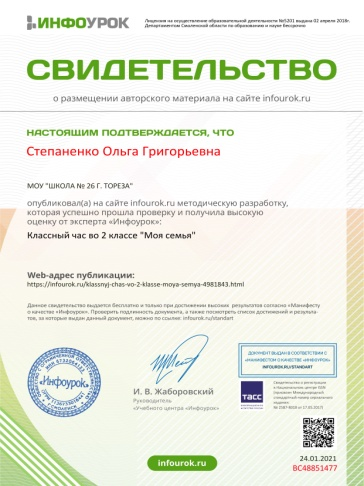 ИНФОУРОК
Лицензия на осуществление образовательной деятельности №5201 выдана 02 апреля 2018г.
Департаментом Смоленской области по образованию и науке бессрочно
СВИДЕТЕЛЬСТВО
о размещении авторского материала на сайте infourok.ru
НАСТОЯЩИМ ПОДТВЕРЖДАЕТСЯ, ЧТО
Степаненко Ольга Григорьевна
МОУ "ШКОЛА № 26 Г. ТОРЕЗА"
опубликовал(а) на сайте infourok.ru методическую разработку,
которая успешно прошла проверку и получила высокую
оценку от эксперта «Инфоурок»:
Классный час во 2 классе "Моя семья"
Web-адрес публикации:
https://infourok.ru/klassnyj-chas-vo-2-klasse-moya-semya-4981843.html
Данное свидетельство выдается бесплатно и только при достижении высоких результатов согласно «Манифесту
о качестве «Инфоурок». Проверить подлинность документа, а также посмотреть список достижений и результа-
тов, за которые выдан данный документ, можно по ссылке: infourok.ru/standart
«Инфоурок»
И. В. Жаборовский
Руководитель
«Учебного центра «Инфоурок»
ДОКУМЕНТ ВЫДАН В СООТВЕТСТВИИ С
«МАНИФЕСТОМ О КАЧЕСТВЕ «ИНФОУРОК»
INFOUROK.RU/STANDART
ТАСС
Свидетельство о регистрации
24.01.2021
BC48851477
infourok.ru